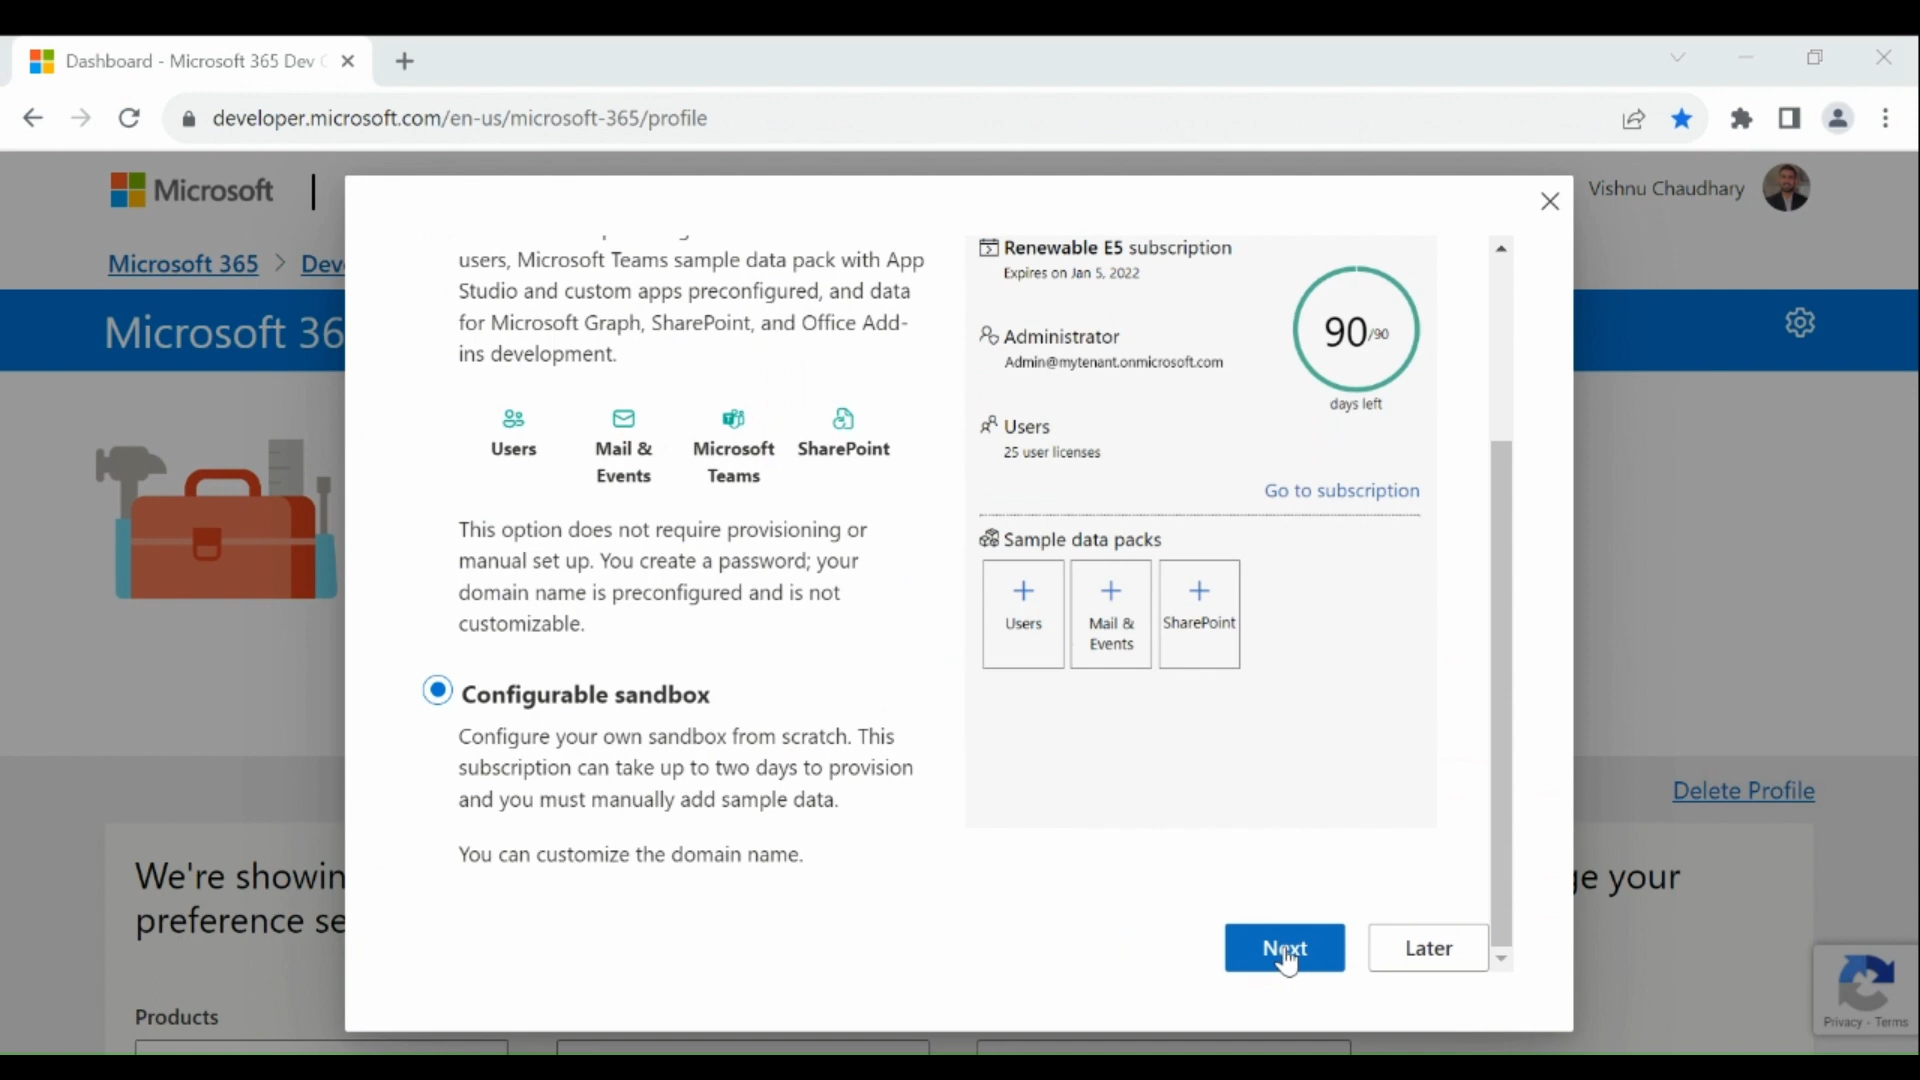 Dashboard - Microsoft 365 Dev
developer.microsoft.com/en-us/microsoft-365/profile
Microsoft
Vishnu Chaudhary
Microsoft 365 > Deve
Microsoft 36
users, Microsoft Teams sample data pack with App
Studio and custom apps preconfigured, and data
for Microsoft Graph, SharePoint, and Office Add-
ins development.
Users
Mail &
Events
Microsoft
Teams
SharePoint
This option does not require provisioning or
manual set up. You create a password; your
domain name is preconfigured and is not
customizable.
Configurable sandbox
Configure your own sandbox from scratch. This
subscription can take up to two days to provision
and you must manually add sample data.
You can customize the domain name.
Renewable E5 subscription
Expires on Jan 5, 2022
Administrator
Admin@mytenant.onmicrosoft.com
90/90
days left
Users
25 user licenses
Go to subscription
Sample data packs
Users
Mail &
Events
SharePoint
Next
Later
Delete Profile
We're showin
preference se
ge your
Products
Privacy - Terms